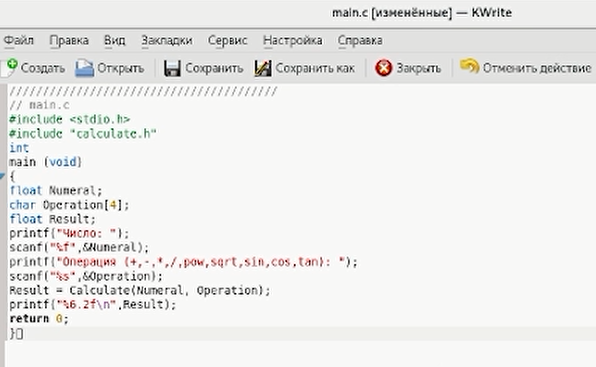 main.c [изменённые] — KWrite
Файл Правка Вид Закладки Сервис Настройка Справка
Создать Открыть Сохранить Сохранить как Закрыть Отменить действие
////////////////////////////////////////
// main.c
#include <stdio.h>
#include "calculate.h"
int
main (void)
{
float Numeral;
char Operation[4];
float Result;
printf("Число: ");
scanf("%f",&Numeral);
printf("Операция (+,-,*,/,pow,sqrt,sin,cos,tan): ");
scanf("%s",&Operation);
Result = Calculate(Numeral, Operation);
printf("%6.2f\n",Result);
return 0;
}